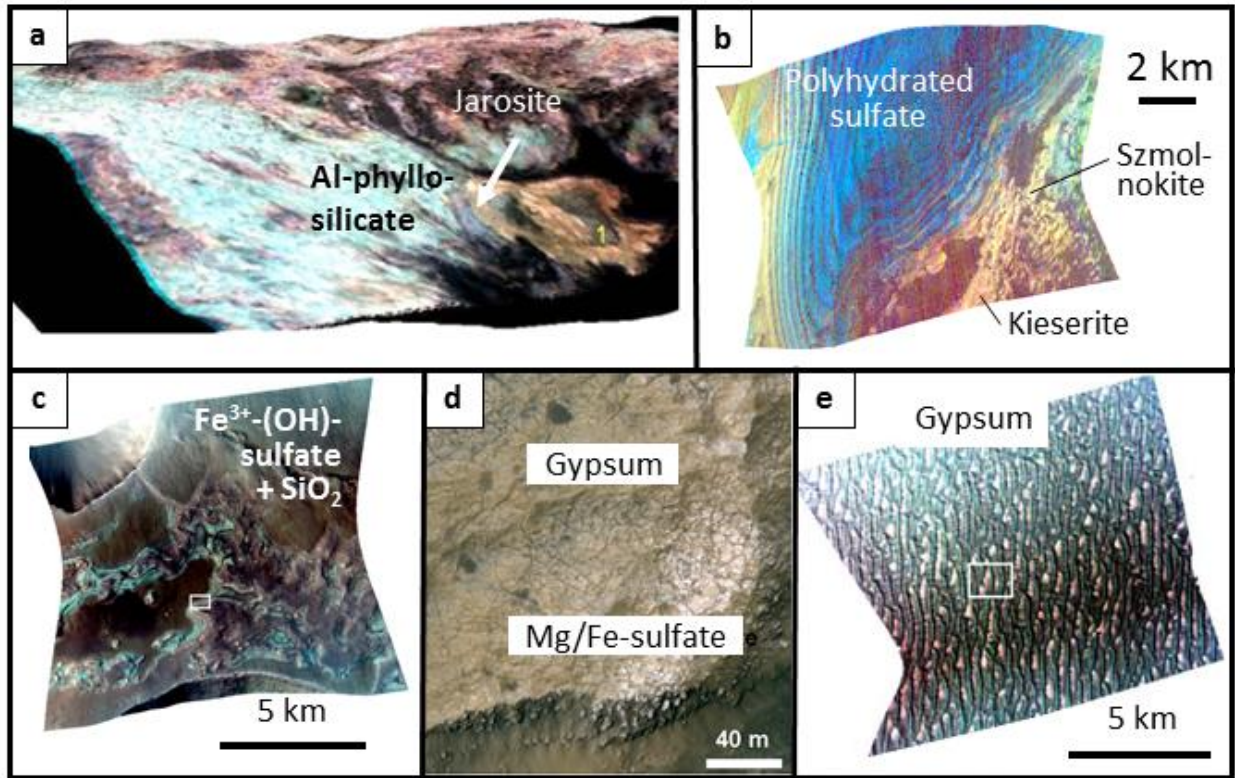 a
Jarosite
Al-phyllo-
silicate
1
b
Polyhydrated
sulfate
2 km
Szmol-
nokite
Kieserite
c
Fe³⁺-(OH)-
sulfate
+ SiO₂
5 km
d
Gypsum
Mg/Fe-sulfate
40 m
e
Gypsum
5 km